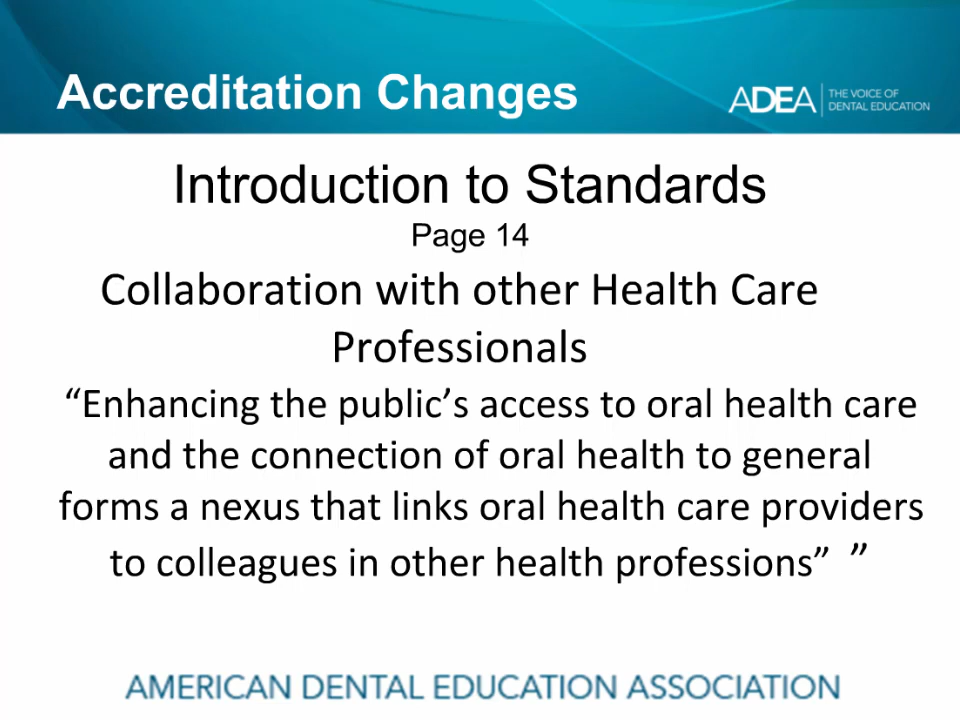 Accreditation Changes
ADEA
THE VOICE OF
DENTAL EDUCATION
Introduction to Standards
Page 14
Collaboration with other Health Care
Professionals
“Enhancing the public’s access to oral health care
and the connection of oral health to general
forms a nexus that links oral health care providers
to colleagues in other health professions” ”
AMERICAN DENTAL EDUCATION ASSOCIATION